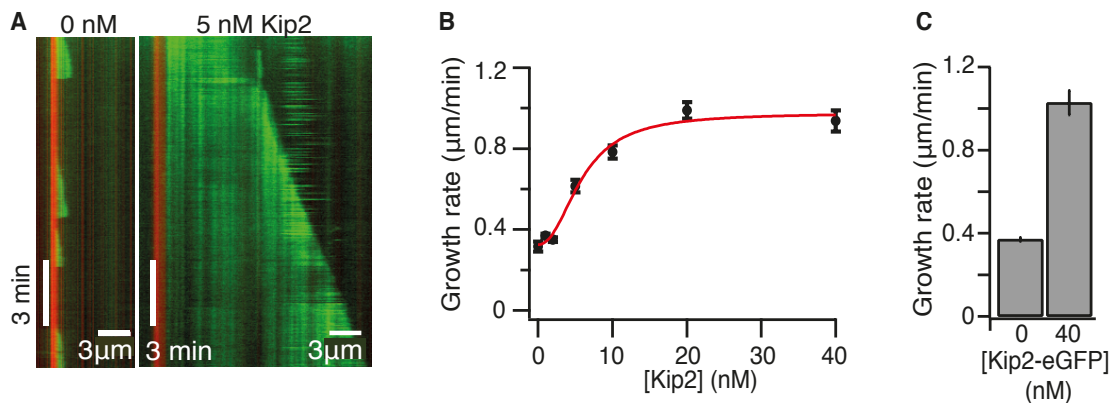 A
0 nM
5 nM Kip2
3 min
3µm
3 min
3µm
B
Growth rate (µm/min)
1.2
0.8
0.4
0
0
10
20
30
40
[Kip2] (nM)
C
Growth rate (µm/min)
1.2
0.8
0.4
0
0
40
[Kip2-eGFP]
(nM)